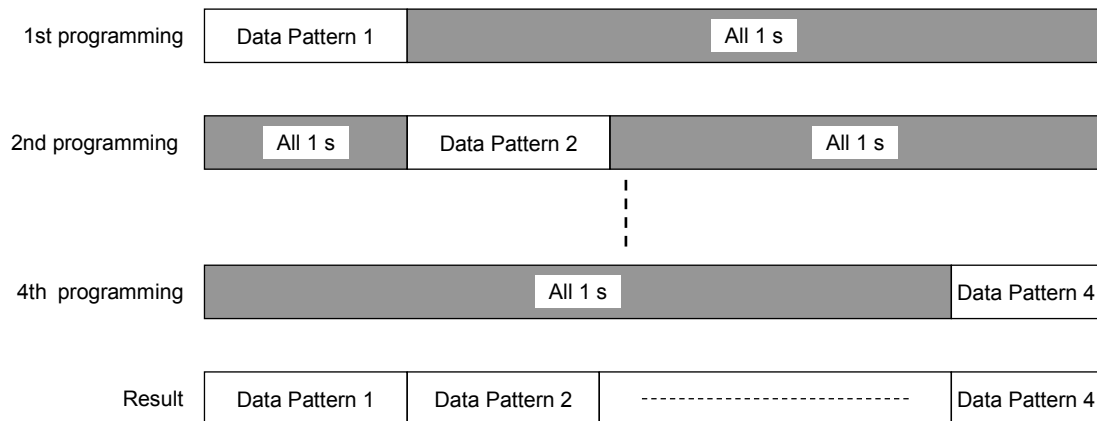 1st programming Data Pattern 1 All 1 s
2nd programming All 1 s Data Pattern 2 All 1 s
4th programming All 1 s Data Pattern 4
Result Data Pattern 1 Data Pattern 2 Data Pattern 4